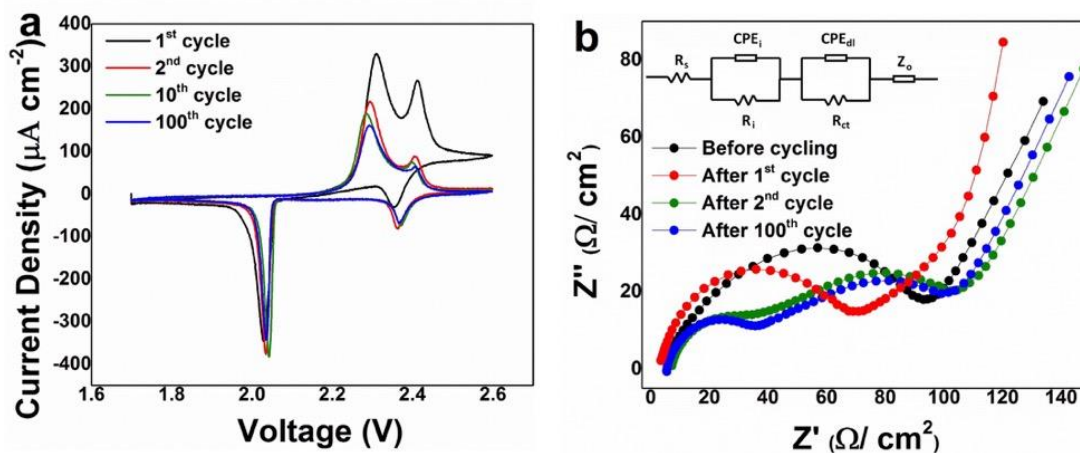 a
400
300
200
100
0
-100
-200
-300
-400
Current Density (μA cm⁻²)
1st cycle
2nd cycle
10th cycle
100th cycle
1.6 1.8 2.0 2.2 2.4 2.6
Voltage (V)
b
80
60
40
20
0
Z'' (Ω/ cm²)
CPEi CPEdl
Rs Zo
Ri Rct
Before cycling
After 1st cycle
After 2nd cycle
After 100th cycle
0 20 40 60 80 100 120 140
Z' (Ω/ cm²)